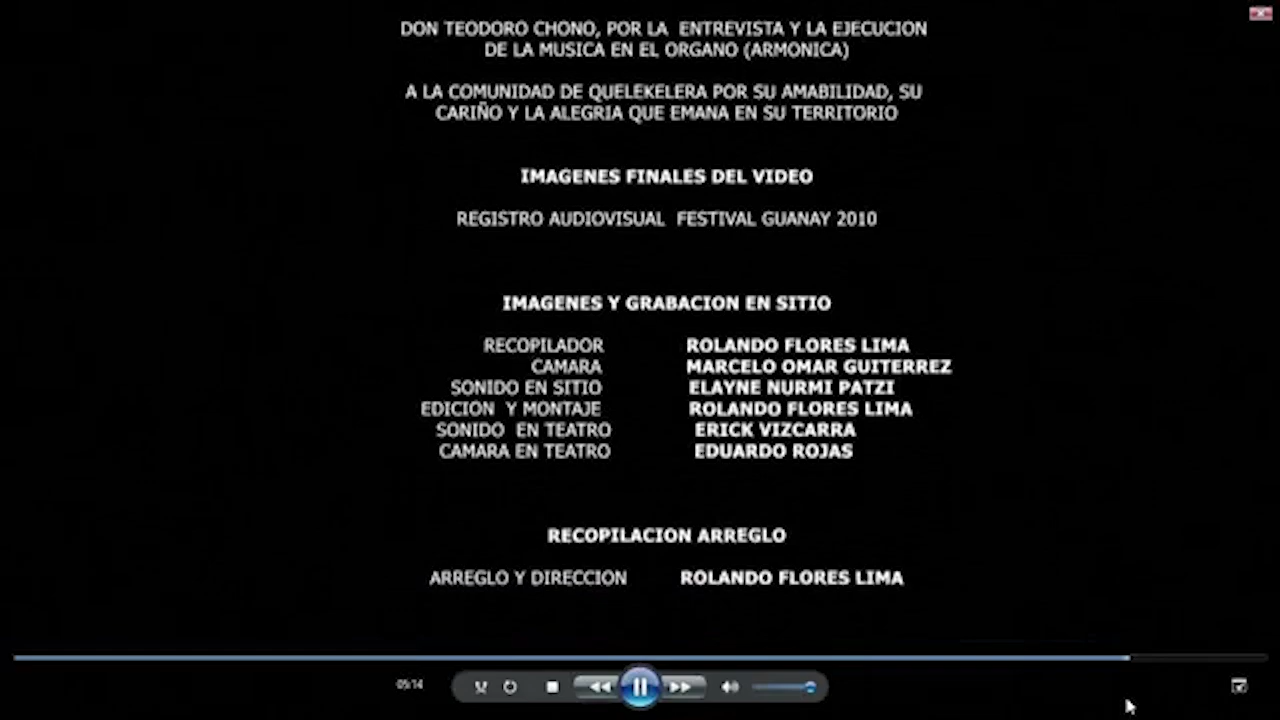 DON TEODORO CHONO, POR LA ENTREVISTA Y LA EJECUCION
DE LA MUSICA EN EL ORGANO (ARMONICA)
A LA COMUNIDAD DE QUELEKELERA POR SU AMABILIDAD, SU
CARIÑO Y LA ALEGRIA QUE EMANA EN SU TERRITORIO
IMAGENES FINALES DEL VIDEO
REGISTRO AUDIOVISUAL FESTIVAL GUANAY 2010
IMAGENES Y GRABACION EN SITIO
RECOPILADOR ROLANDO FLORES LIMA
CAMARA MARCELO OMAR GUITERREZ
SONIDO EN SITIO ELAYNE NURMI PATZI
EDICION Y MONTAJE ROLANDO FLORES LIMA
SONIDO EN TEATRO ERICK VIZCARRA
CAMARA EN TEATRO EDUARDO ROJAS
RECOPILACION ARREGLO
ARREGLO Y DIRECCION ROLANDO FLORES LIMA
05:14